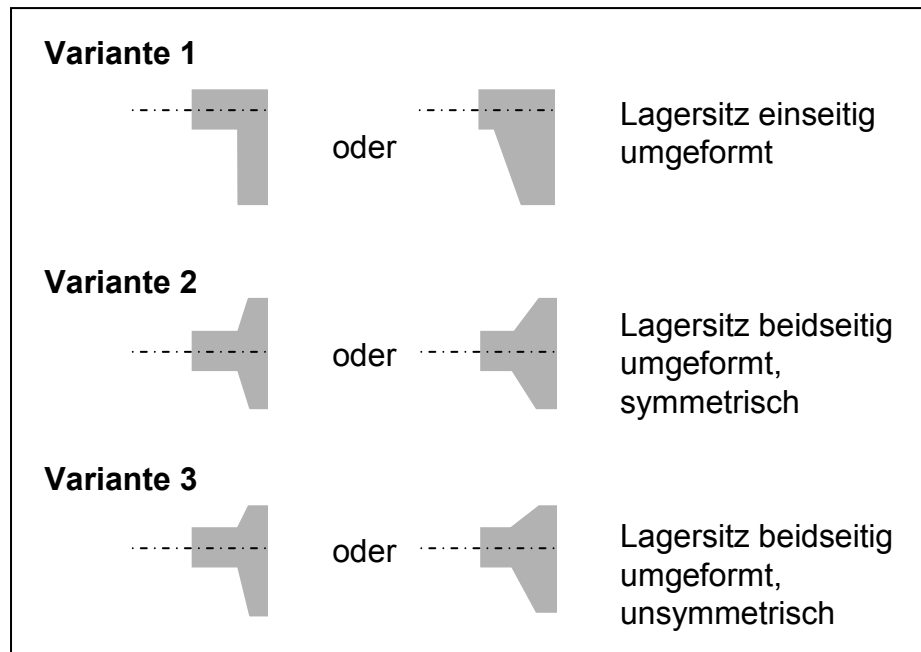 Variante 1
oder
Lagersitz einseitig
umgeformt
Variante 2
oder
Lagersitz beidseitig
umgeformt,
symmetrisch
Variante 3
oder
Lagersitz beidseitig
umgeformt,
unsymmetrisch